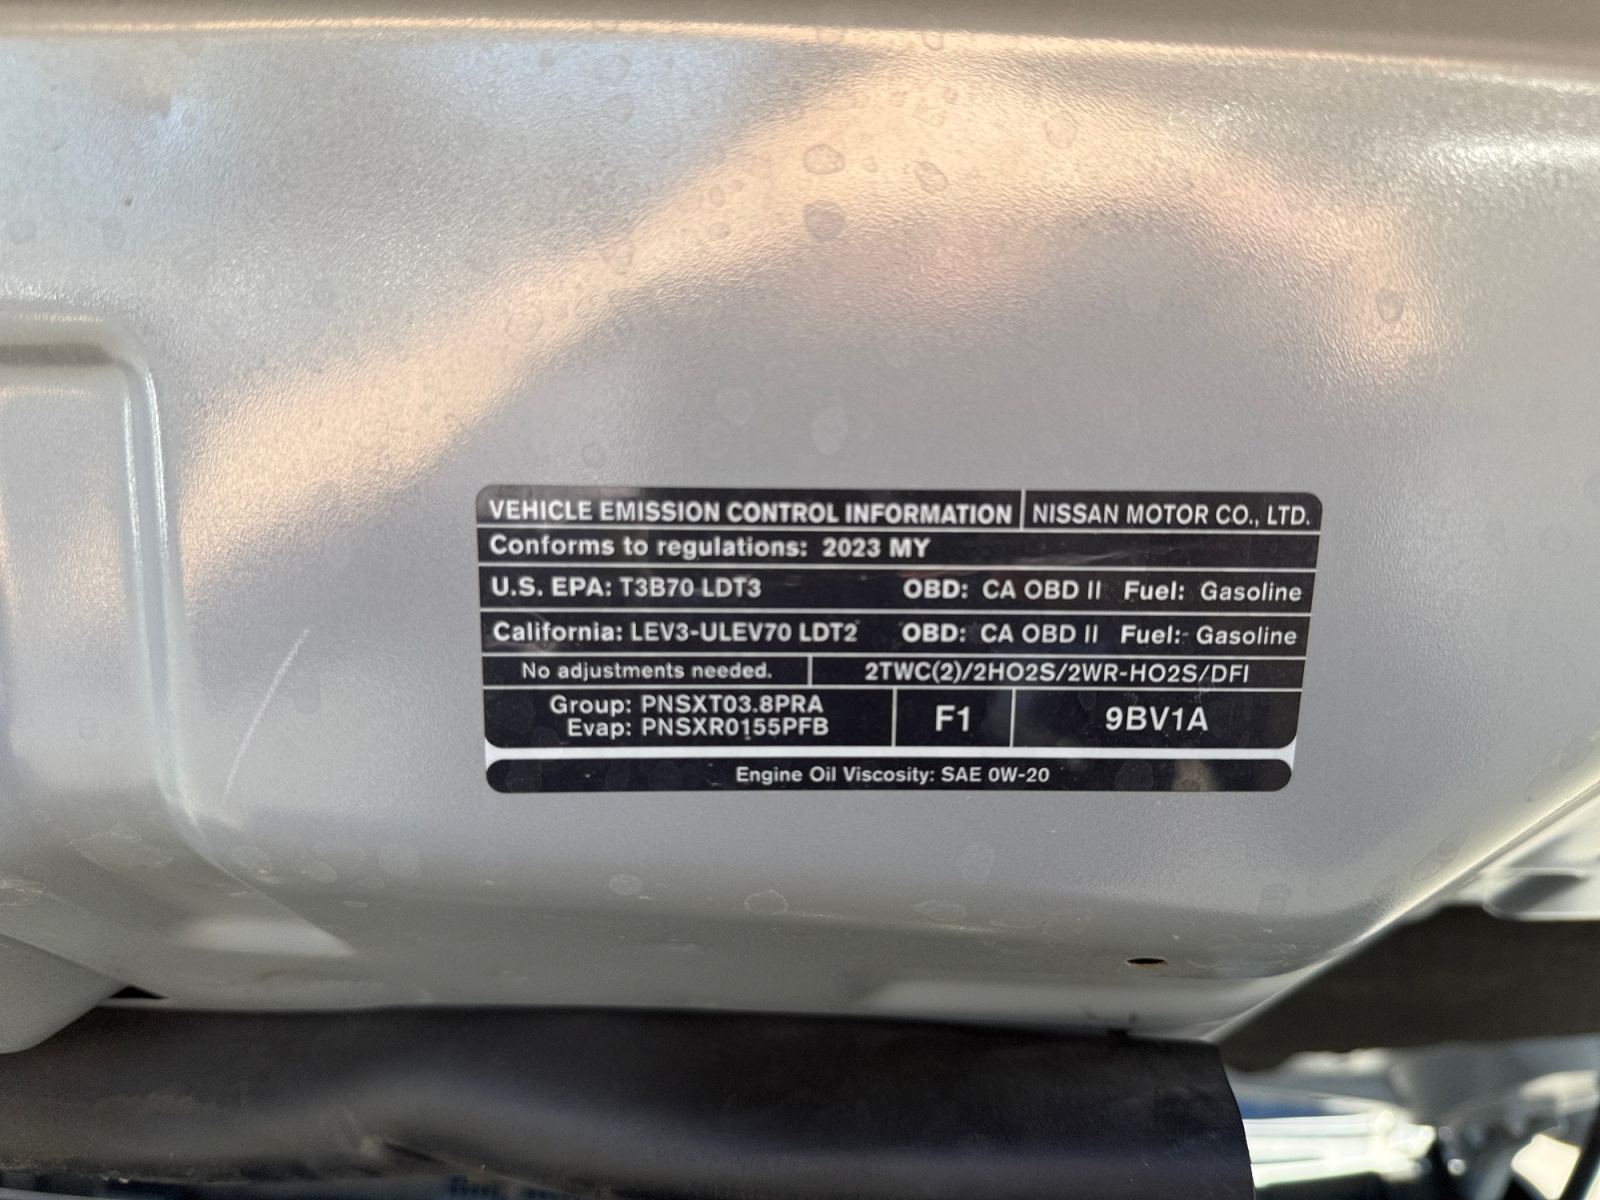 VEHICLE EMISSION CONTROL INFORMATION NISSAN MOTOR CO., LTD.
Conforms to regulations: 2023 MY
U.S. EPA: T3B70 LDT3 OBD: CA OBD II Fuel: Gasoline
California: LEV3-ULEV70 LDT2 OBD: CA OBD II Fuel: Gasoline
No adjustments needed. 2TWC(2)/2HO2S/2WR-HO2S/DFI
Group: PNSXT03.8PRA
Evap: PNSXR0155PFB
F1
9BV1A
Engine Oil Viscosity: SAE 0W-20